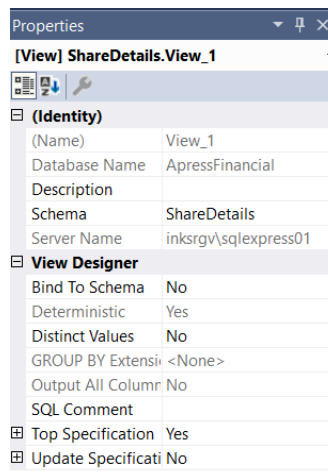 Properties
[View] ShareDetails.View_1
(Identity)
(Name) View_1
Database Name ApressFinancial
Description
Schema ShareDetails
Server Name inksrgv\sqlexpress01
View Designer
Bind To Schema No
Deterministic Yes
Distinct Values No
GROUP BY Extensi <None>
Output All Column No
SQL Comment
Top Specification Yes
Update Specificati No